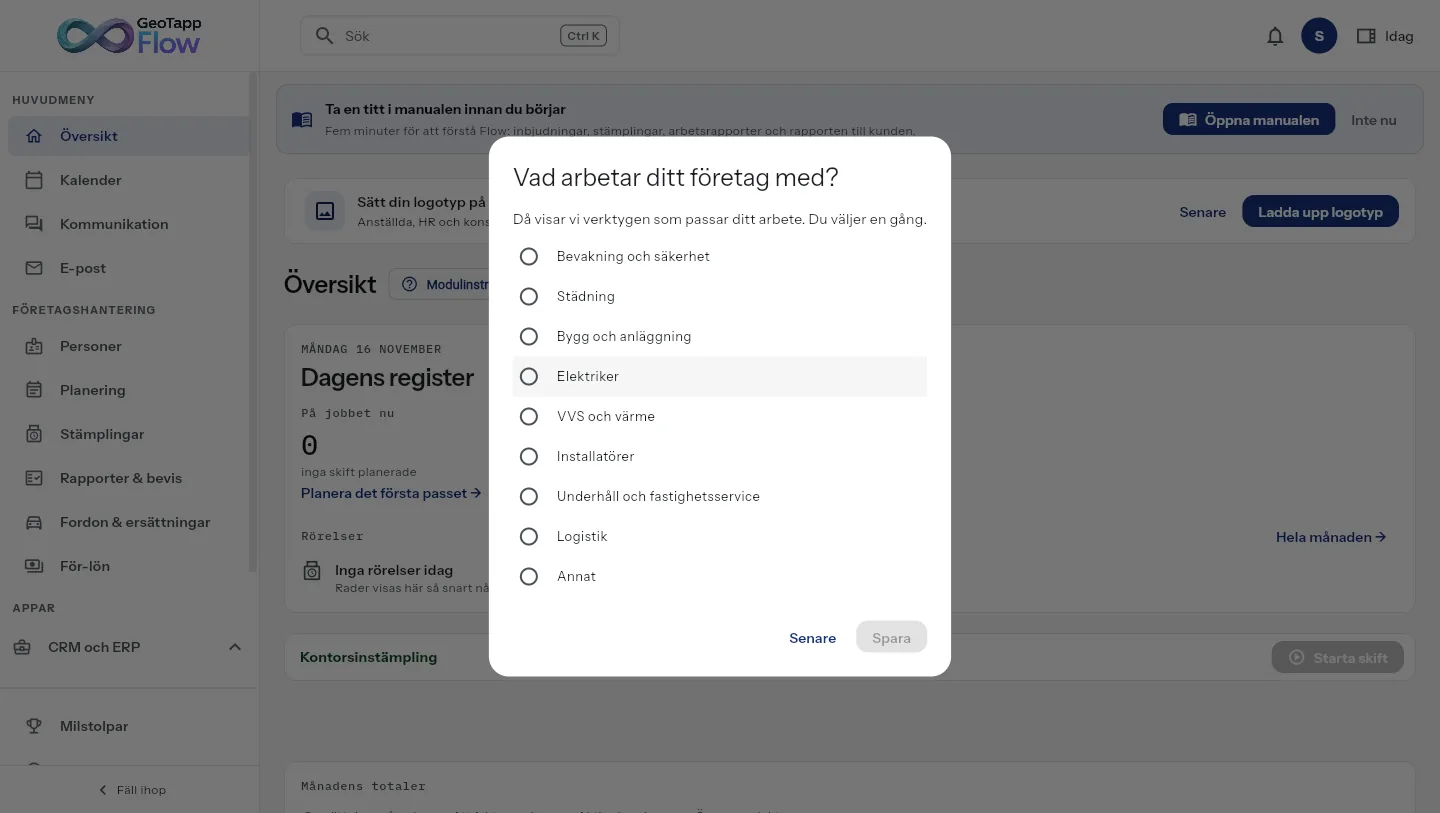 GeoTapp
Flow
Sök
Ctrl K
S
Idag
HUVUDMENY
Översikt
Kalender
Kommunikation
E-post
FÖRETAGSHANTERING
Personer
Planering
Stämplingar
Rapporter & bevis
Fordon & ersättningar
För-lön
APPAR
CRM och ERP
Milstolpar
Fäll ihop
Ta en titt i manualen innan du börjar
Fem minuter för att förstå Flow: inbjudningar, stämplingar, arbetsrapporter och rapporten till kunden.
Öppna manualen
Inte nu
Sätt din logotyp på
Anställda, HR och kons
Senare
Ladda upp logotyp
Översikt
Modulinstr
MÅNDAG 16 NOVEMBER
Dagens register
På jobbet nu
0
inga skift planerade
Planera det första passet →
Rörelser
Hela månaden →
Inga rörelser idag
Rader visas här så snart nå
Kontorsinstämpling
Starta skift
Månadens totaler
Vad arbetar ditt företag med?
Då visar vi verktygen som passar ditt arbete. Du väljer en gång.
Bevakning och säkerhet
Städning
Bygg och anläggning
Elektriker
VVS och värme
Installatörer
Underhåll och fastighetsservice
Logistik
Annat
Senare
Spara